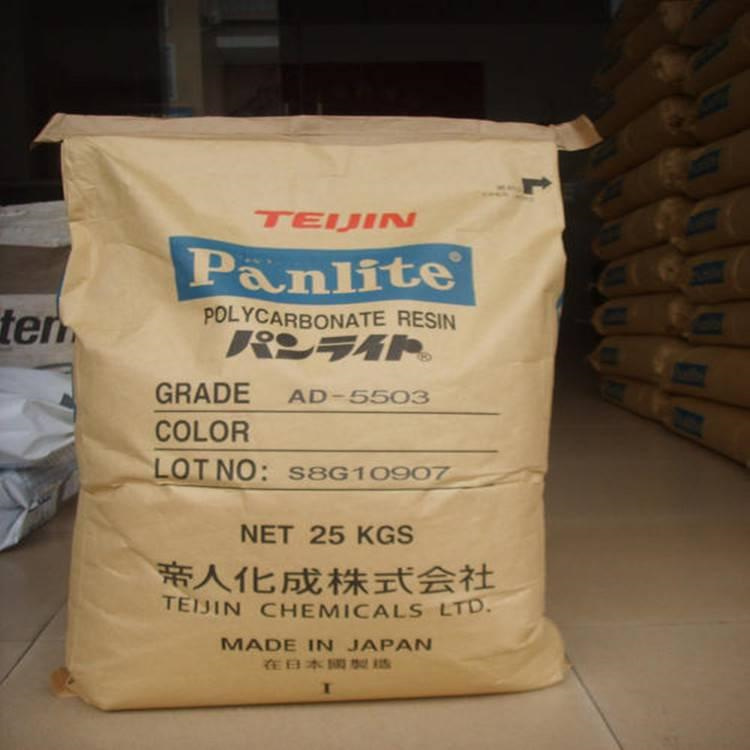 TEIJIN
Panlite®
POLYCARBONATE RESIN
パンライト®
GRADE AD-5503
COLOR
LOT NO: S8G10907
NET 25 KGS
帝人化成株式会社
TEIJIN CHEMICALS LTD.
MADE IN JAPAN
在日本國製造
I
tem